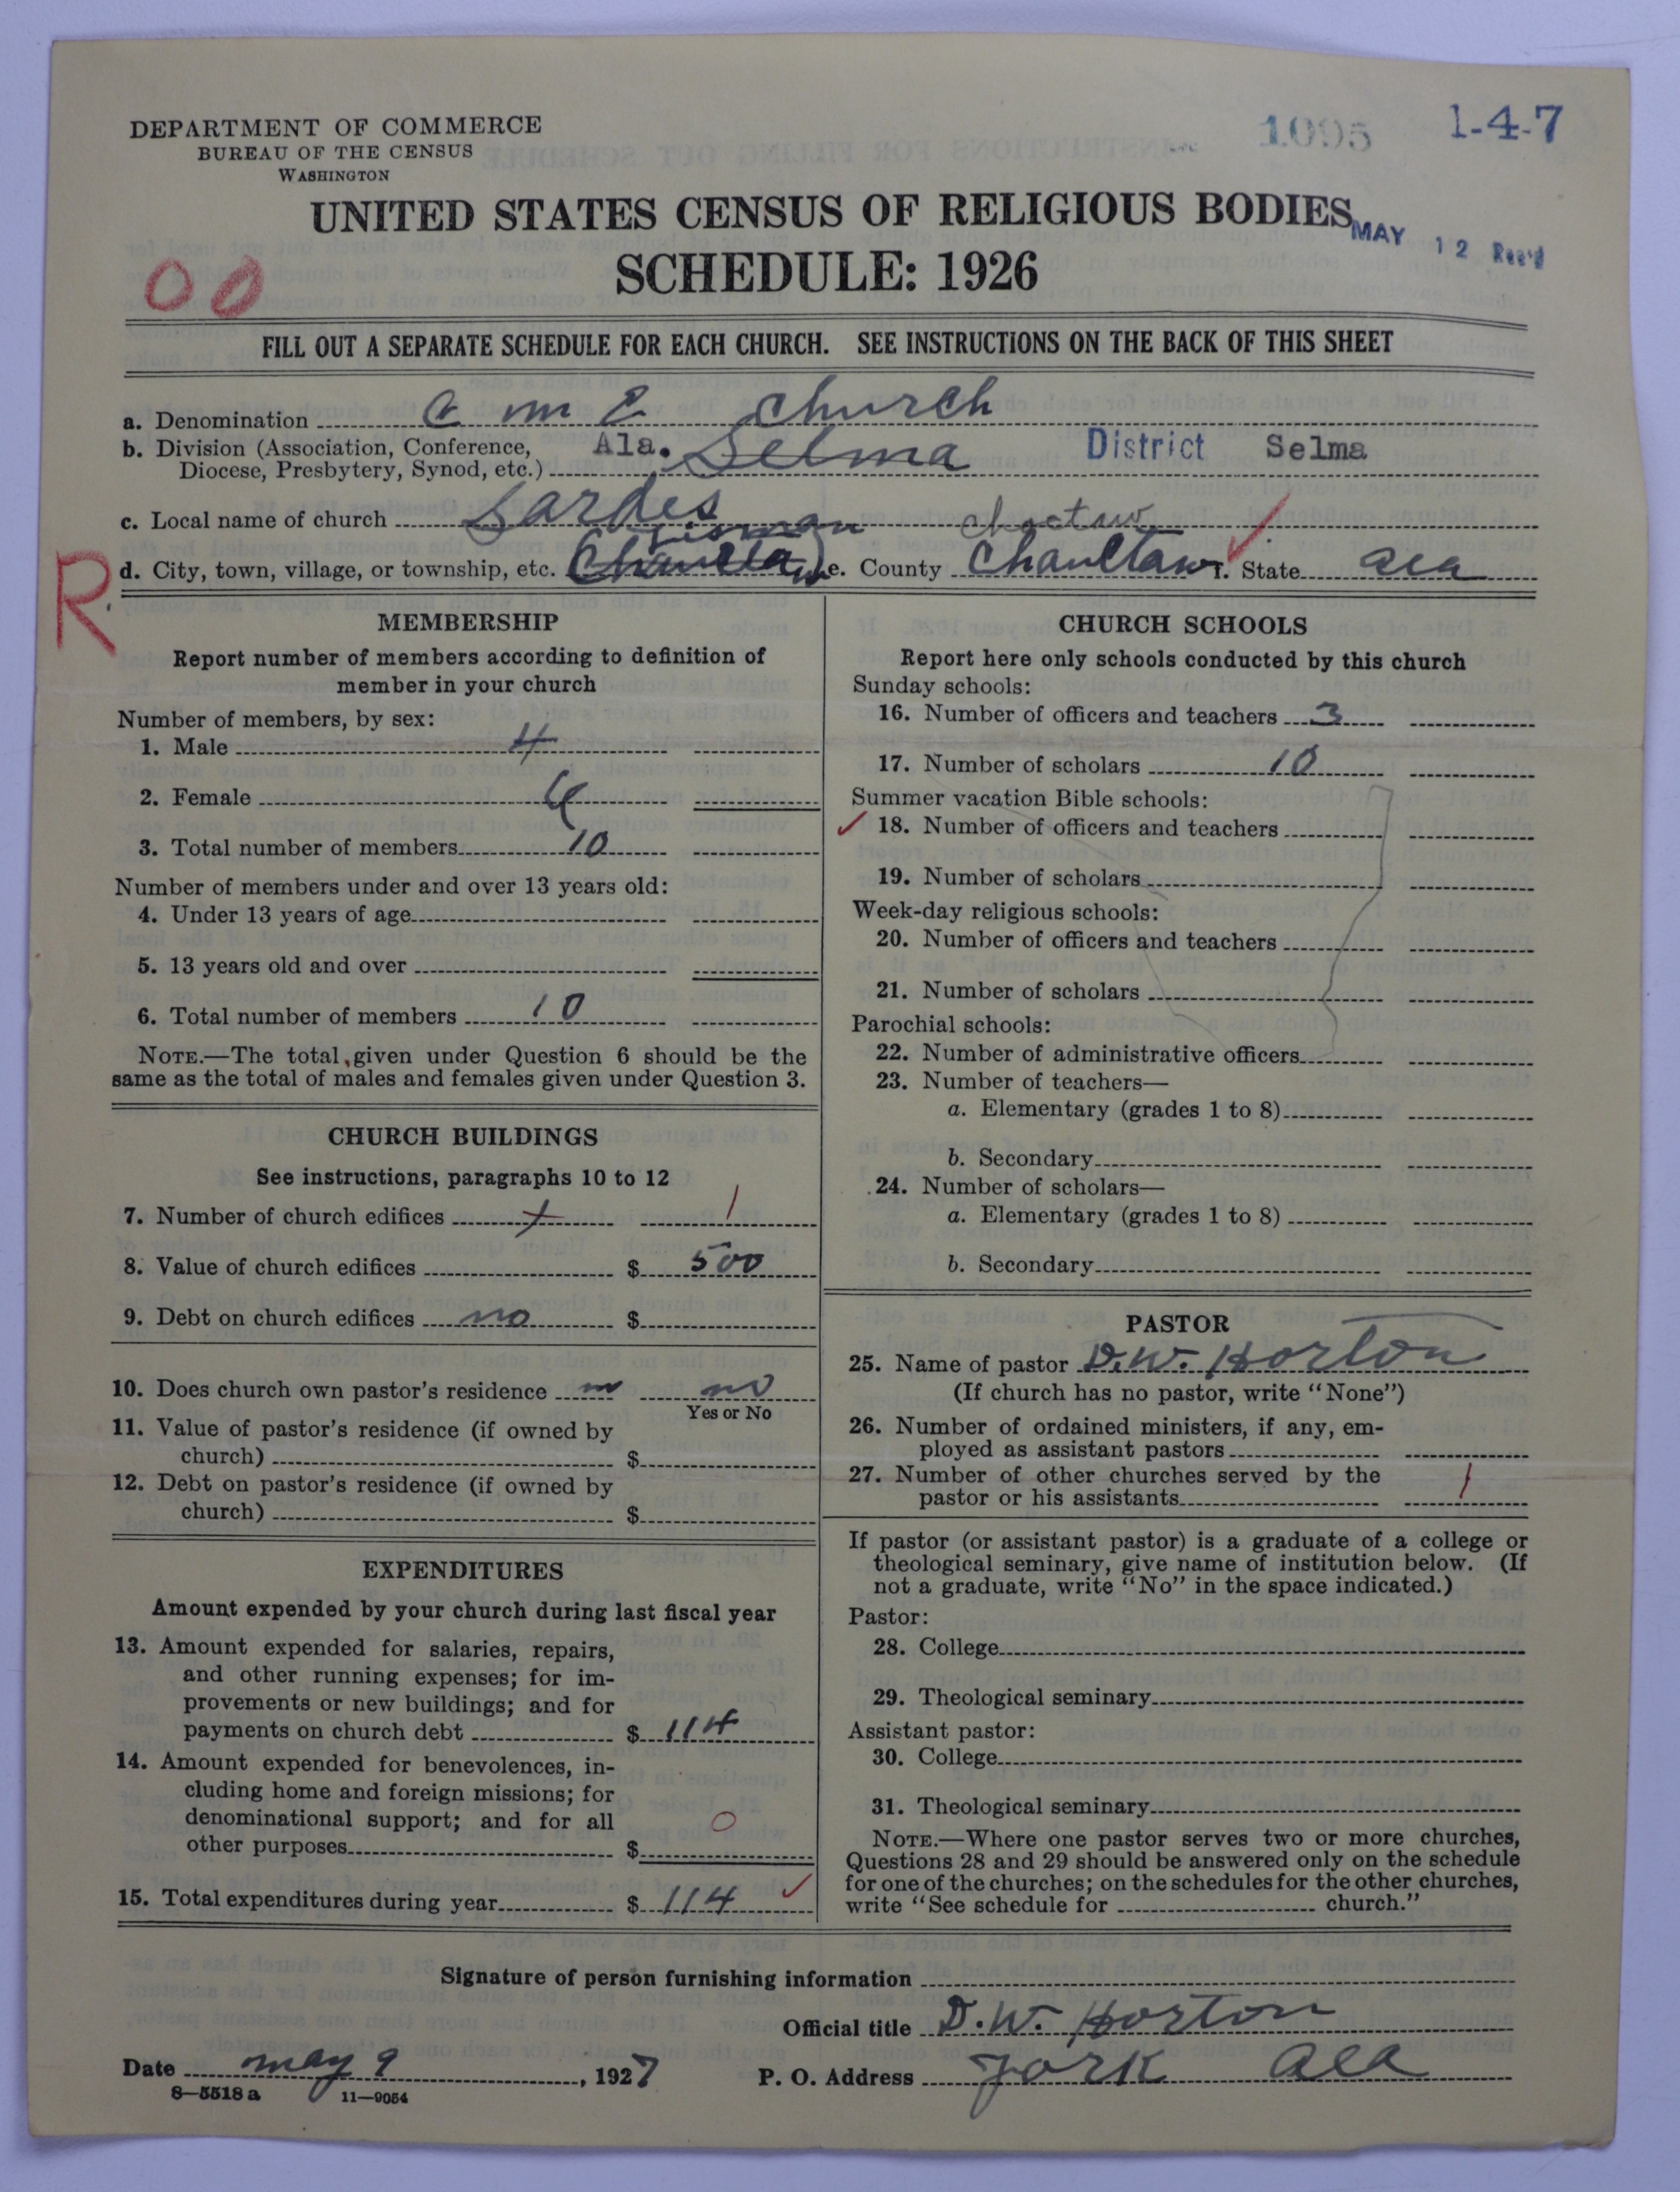 DEPARTMENT OF COMMERCE
BUREAU OF THE CENSUS
WASHINGTON
1095
1-4-7
UNITED STATES CENSUS OF RELIGIOUS BODIES
SCHEDULE: 1926
MAY 12 Rec'd
00
FILL OUT A SEPARATE SCHEDULE FOR EACH CHURCH. SEE INSTRUCTIONS ON THE BACK OF THIS SHEET
a. Denomination C M E Church
b. Division (Association, Conference, Diocese, Presbytery, Synod, etc.) Ala. Selma District Selma
c. Local name of church Sardes
Lisman Choctaw
R
d. City, town, village, or township, etc. e. County Chaultaw f. State Ala
MEMBERSHIP
Report number of members according to definition of
member in your church
Number of members, by sex:
1. Male 4
2. Female 6
3. Total number of members 10
Number of members under and over 13 years old:
4. Under 13 years of age
5. 13 years old and over
6. Total number of members 10
NOTE.—The total given under Question 6 should be the
same as the total of males and females given under Question 3.
CHURCH BUILDINGS
See instructions, paragraphs 10 to 12
7. Number of church edifices 1 1
8. Value of church edifices $ 500
9. Debt on church edifices no $
10. Does church own pastor's residence no no
Yes or No
11. Value of pastor's residence (if owned by
church) $
12. Debt on pastor's residence (if owned by
church) $
EXPENDITURES
Amount expended by your church during last fiscal year
13. Amount expended for salaries, repairs,
and other running expenses; for im-
provements or new buildings; and for
payments on church debt $ 114
14. Amount expended for benevolences, in-
cluding home and foreign missions; for
denominational support; and for all
other purposes $ 0
15. Total expenditures during year $ 114
CHURCH SCHOOLS
Report here only schools conducted by this church
Sunday schools:
16. Number of officers and teachers 3
17. Number of scholars 10
Summer vacation Bible schools:
18. Number of officers and teachers
19. Number of scholars
Week-day religious schools:
20. Number of officers and teachers
21. Number of scholars
Parochial schools:
22. Number of administrative officers
23. Number of teachers—
a. Elementary (grades 1 to 8)
b. Secondary
24. Number of scholars—
a. Elementary (grades 1 to 8)
b. Secondary
PASTOR
25. Name of pastor D.W. Horton
(If church has no pastor, write "None")
26. Number of ordained ministers, if any, em-
ployed as assistant pastors
27. Number of other churches served by the
pastor or his assistants 1
If pastor (or assistant pastor) is a graduate of a college or
theological seminary, give name of institution below. (If
not a graduate, write "No" in the space indicated.)
Pastor:
28. College
29. Theological seminary
Assistant pastor:
30. College
31. Theological seminary
NOTE.—Where one pastor serves two or more churches,
Questions 28 and 29 should be answered only on the schedule
for one of the churches; on the schedules for the other churches,
write "See schedule for church."
Signature of person furnishing information
Official title D.W. Horton
Date may 9, 1927 P. O. Address York Ala
8—5518 a 11—9054